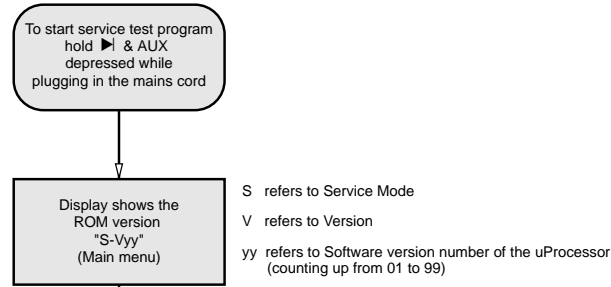 To start service test program
hold ▶| & AUX
depressed while
plugging in the mains cord
Display shows the
ROM version
"S-Vyy"
(Main menu)
S refers to Service Mode
V refers to Version
yy refers to Software version number of the uProcessor
(counting up from 01 to 99)